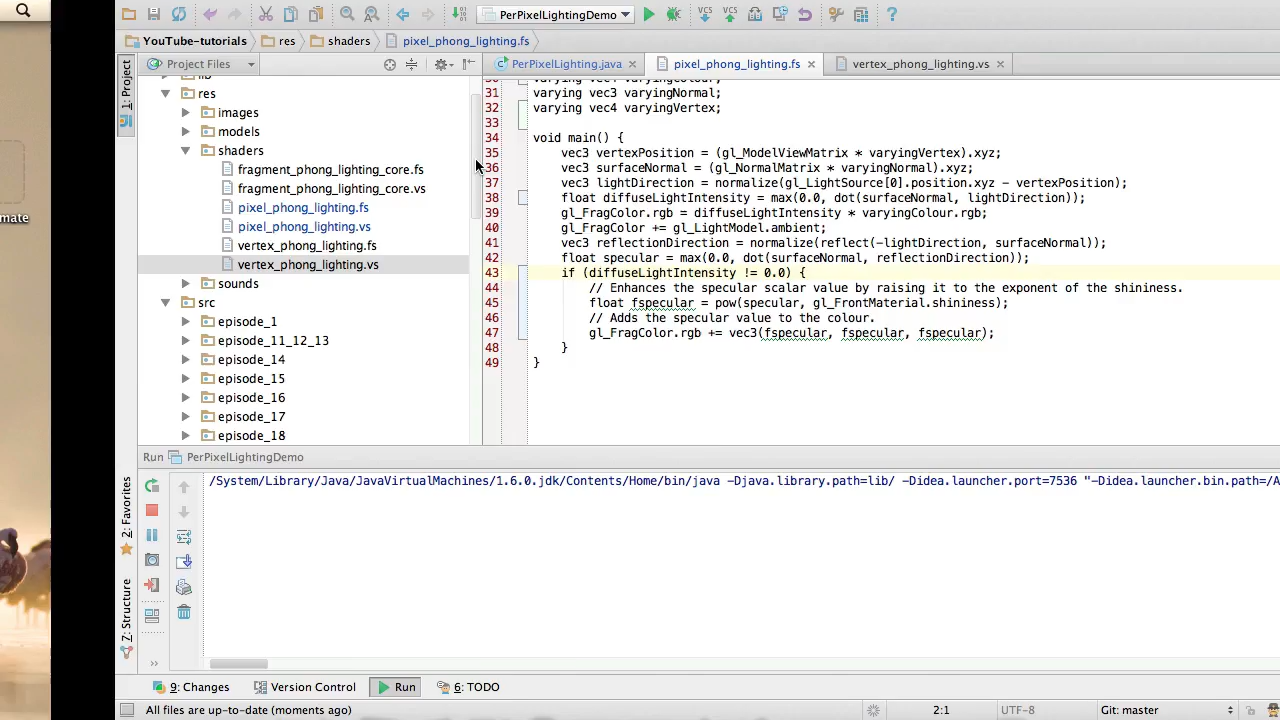 PerPixelLightingDemo
VCS VCS
YouTube-tutorials res shaders pixel_phong_lighting.fs
Project Files
PerPixelLighting.java pixel_phong_lighting.fs vertex_phong_lighting.vs
1: Project
lib
res
images
models
shaders
fragment_phong_lighting_core.fs
fragment_phong_lighting_core.vs
pixel_phong_lighting.fs
pixel_phong_lighting.vs
vertex_phong_lighting.fs
vertex_phong_lighting.vs
sounds
src
episode_1
episode_11_12_13
episode_14
episode_15
episode_16
episode_17
episode_18
30 varying vec4 varyingColour;
31 varying vec3 varyingNormal;
32 varying vec4 varyingVertex;
33
34 void main() {
35 vec3 vertexPosition = (gl_ModelViewMatrix * varyingVertex).xyz;
36 vec3 surfaceNormal = (gl_NormalMatrix * varyingNormal).xyz;
37 vec3 lightDirection = normalize(gl_LightSource[0].position.xyz - vertexPosition);
38 float diffuseLightIntensity = max(0.0, dot(surfaceNormal, lightDirection));
39 gl_FragColor.rgb = diffuseLightIntensity * varyingColour.rgb;
40 gl_FragColor += gl_LightModel.ambient;
41 vec3 reflectionDirection = normalize(reflect(-lightDirection, surfaceNormal));
42 float specular = max(0.0, dot(surfaceNormal, reflectionDirection));
43 if (diffuseLightIntensity != 0.0) {
44 // Enhances the specular scalar value by raising it to the exponent of the shininess.
45 float fspecular = pow(specular, gl_FrontMaterial.shininess);
46 // Adds the specular value to the colour.
47 gl_FragColor.rgb += vec3(fspecular, fspecular, fspecular);
48 }
49 }
mate
Run PerPixelLightingDemo
/System/Library/Java/JavaVirtualMachines/1.6.0.jdk/Contents/Home/bin/java -Djava.library.path=lib/ -Didea.launcher.port=7536 "-Didea.launcher.bin.path=/A
2: Favorites
7: Structure
9: Changes Version Control Run 6: TODO
All files are up-to-date (moments ago) 2:1 UTF-8 Git: master